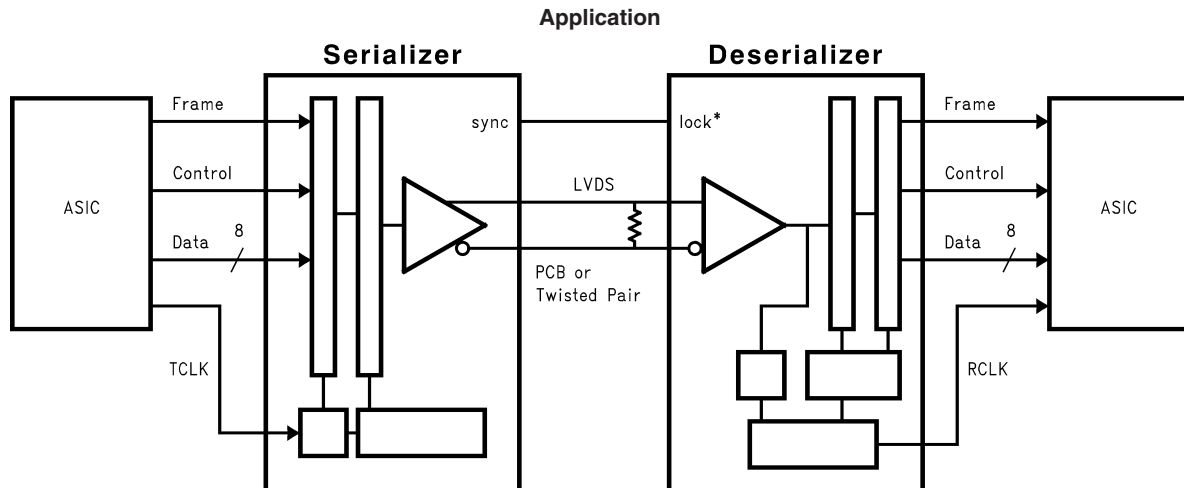 Application
Serializer
Deserializer
Frame
Control
Data
8
ASIC
TCLK
sync
lock*
LVDS
PCB or
Twisted Pair
Frame
Control
Data
8
ASIC
RCLK